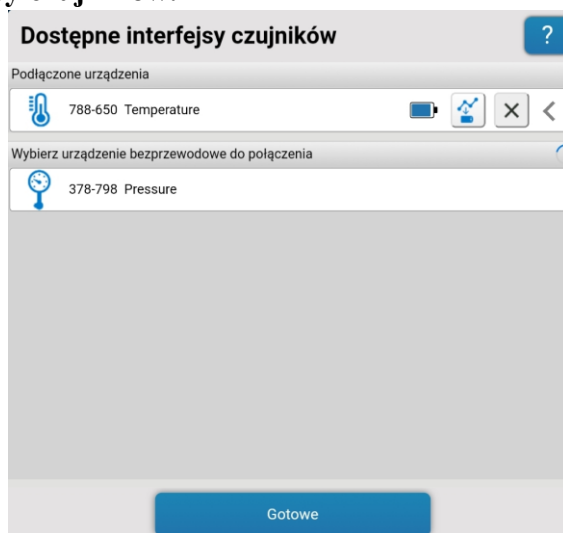 Dostępne interfejsy czujników
?
Podłączone urządzenia
788-650 Temperature
Wybierz urządzenie bezprzewodowe do połączenia
378-798 Pressure
Gotowe